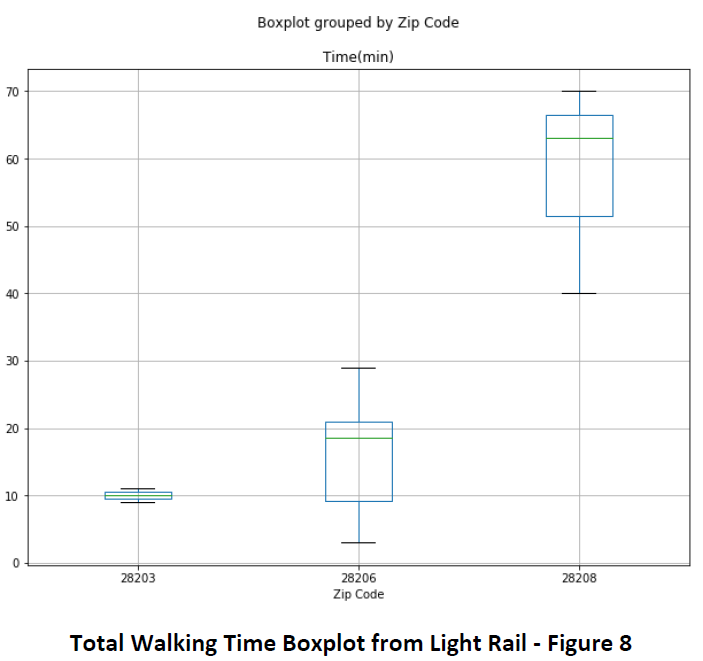 Boxplot grouped by Zip Code
Time(min)
70
60
50
40
30
20
10
0
28203 28206 28208
Zip Code
Total Walking Time Boxplot from Light Rail - Figure 8